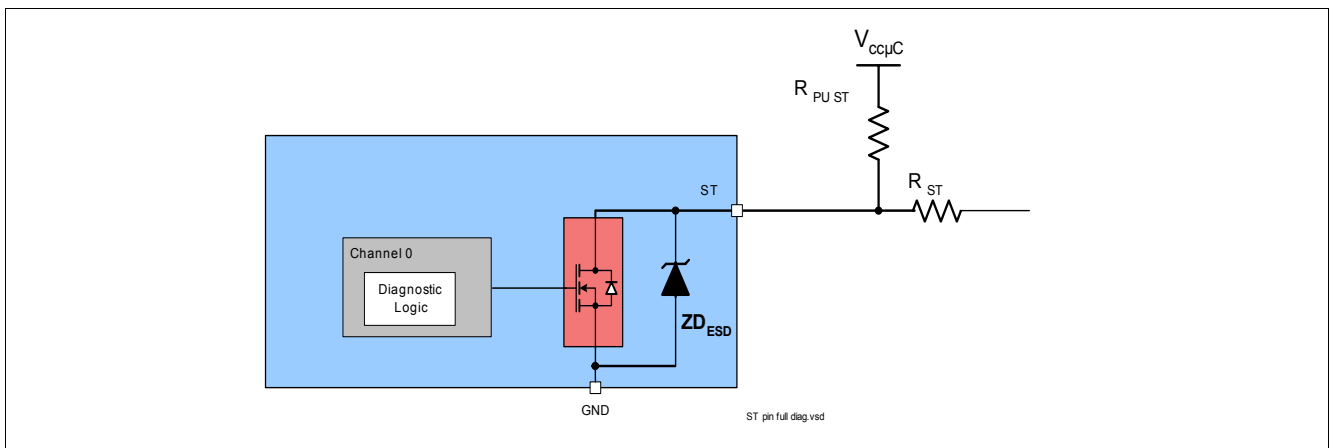 VccµC
R PU ST
R ST
ST
Channel 0
Diagnostic
Logic
ZDESD
GND
ST pin full diag.vsd